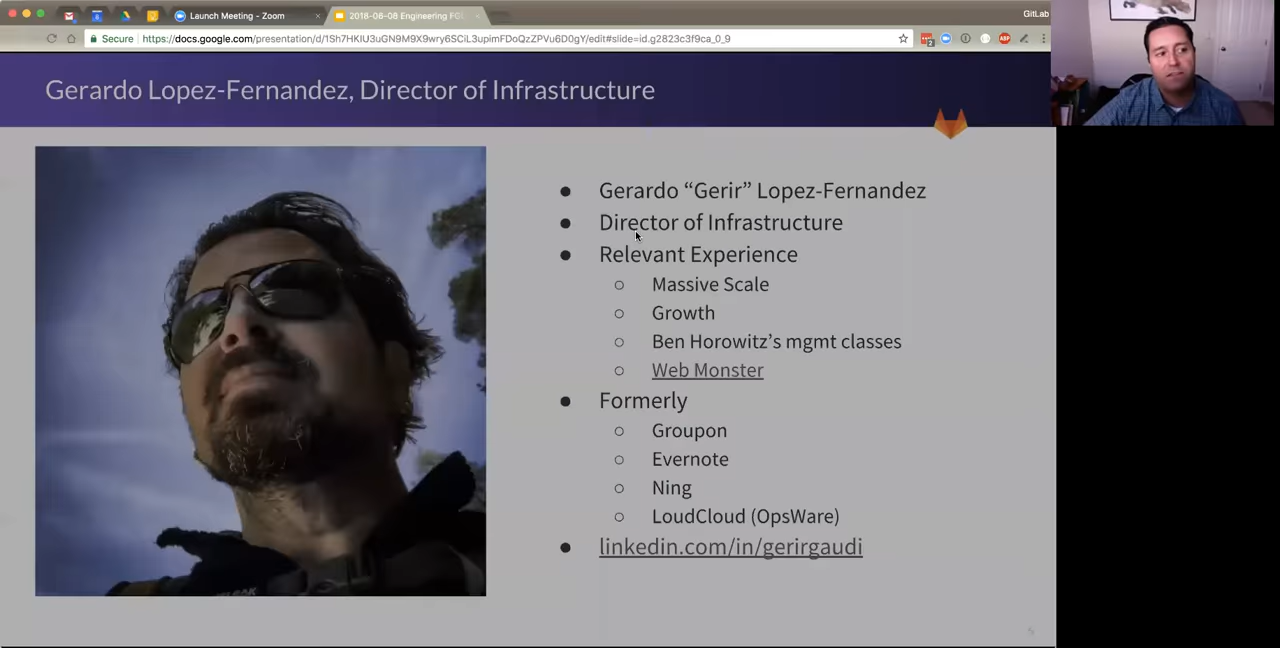 Launch Meeting - Zoom
2018-06-08 Engineering FG
GitLab
Secure
https://docs.google.com/presentation/d/1Sh7HKIU3uGN9M9X9wry6SCiL3upimFDoQzZPVu6D0gY/edit#slide=id.g2823c3f9ca_0_9
2
ABP
Gerardo Lopez-Fernandez, Director of Infrastructure
Gerardo “Gerir” Lopez-Fernandez
Director of Infrastructure
Relevant Experience
Massive Scale
Growth
Ben Horowitz’s mgmt classes
Web Monster
Formerly
Groupon
Evernote
Ning
LoudCloud (OpsWare)
linkedin.com/in/gerirgaudi